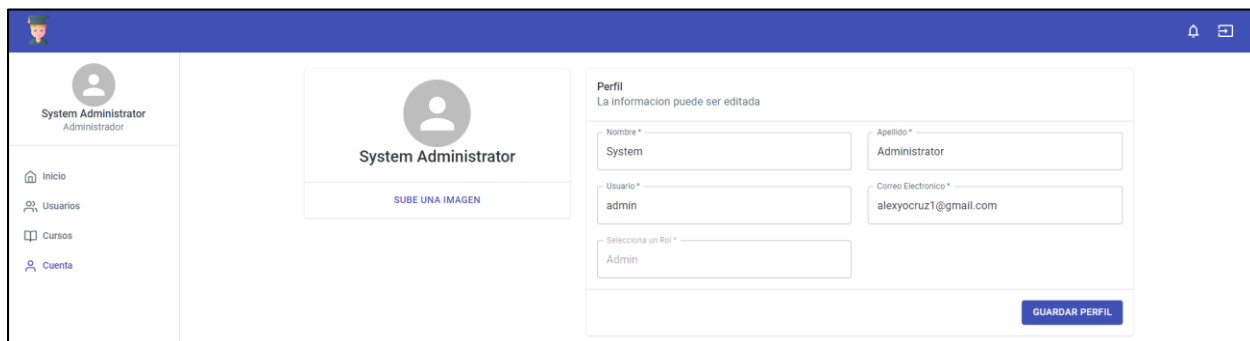 System Administrator
Administrador
Inicio
Usuarios
Cursos
Cuenta
System Administrator
SUBE UNA IMAGEN
Perfil
La informacion puede ser editada
Nombre *
System
Apellido *
Administrator
Usuario *
admin
Correo Electronico *
alexyocruz1@gmail.com
Selecciona un Rol *
Admin
GUARDAR PERFIL